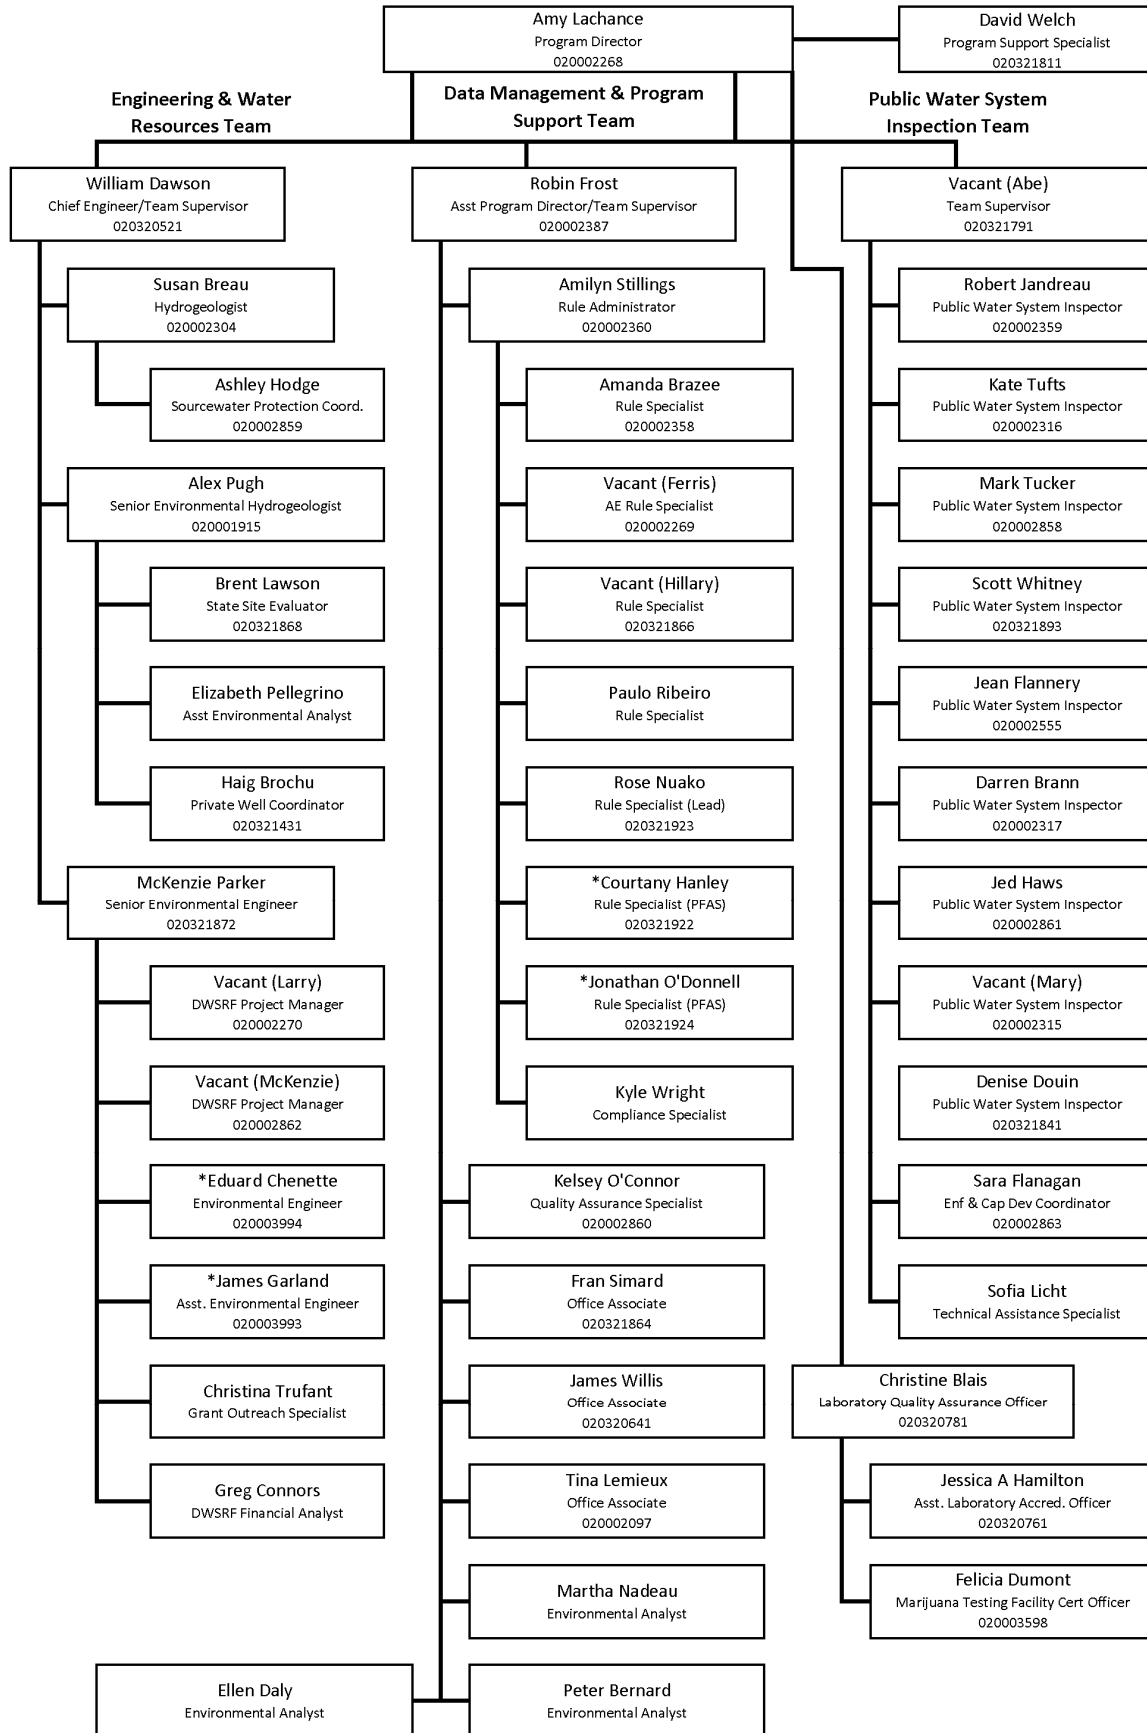 Amy Lachance
Program Director
020002268
David Welch
Program Support Specialist
020321811
Engineering & Water
Resources Team
Data Management & Program
Support Team
Public Water System
Inspection Team
William Dawson
Chief Engineer/Team Supervisor
020320521
Susan Breau
Hydrogeologist
020002304
Ashley Hodge
Sourcewater Protection Coord.
020002859
Alex Pugh
Senior Environmental Hydrogeologist
020001915
Brent Lawson
State Site Evaluator
020321868
Elizabeth Pellegrino
Asst Environmental Analyst
Haig Brochu
Private Well Coordinator
020321431
McKenzie Parker
Senior Environmental Engineer
020321872
Vacant (Larry)
DWSRF Project Manager
020002270
Vacant (McKenzie)
DWSRF Project Manager
020002862
*Eduard Chenette
Environmental Engineer
020003994
*James Garland
Asst. Environmental Engineer
020003993
Christina Trufant
Grant Outreach Specialist
Greg Connors
DWSRF Financial Analyst
Robin Frost
Asst Program Director/Team Supervisor
020002387
Amilyn Stillings
Rule Administrator
020002360
Amanda Brazee
Rule Specialist
020002358
Vacant (Ferris)
AE Rule Specialist
020002269
Vacant (Hillary)
Rule Specialist
020321866
Paulo Ribeiro
Rule Specialist
Rose Nuako
Rule Specialist (Lead)
020321923
*Courtany Hanley
Rule Specialist (PFAS)
020321922
*Jonathan O'Donnell
Rule Specialist (PFAS)
020321924
Kyle Wright
Compliance Specialist
Kelsey O'Connor
Quality Assurance Specialist
020002860
Fran Simard
Office Associate
020321864
James Willis
Office Associate
020320641
Tina Lemieux
Office Associate
020002097
Martha Nadeau
Environmental Analyst
Ellen Daly
Environmental Analyst
Peter Bernard
Environmental Analyst
Vacant (Abe)
Team Supervisor
020321791
Robert Jandreau
Public Water System Inspector
020002359
Kate Tufts
Public Water System Inspector
020002316
Mark Tucker
Public Water System Inspector
020002858
Scott Whitney
Public Water System Inspector
020321893
Jean Flannery
Public Water System Inspector
020002555
Darren Brann
Public Water System Inspector
020002317
Jed Haws
Public Water System Inspector
020002861
Vacant (Mary)
Public Water System Inspector
020002315
Denise Douin
Public Water System Inspector
020321841
Sara Flanagan
Enf & Cap Dev Coordinator
020002863
Sofia Licht
Technical Assistance Specialist
Christine Blais
Laboratory Quality Assurance Officer
020320781
Jessica A Hamilton
Asst. Laboratory Accred. Officer
020320761
Felicia Dumont
Marijuana Testing Facility Cert Officer
020003598